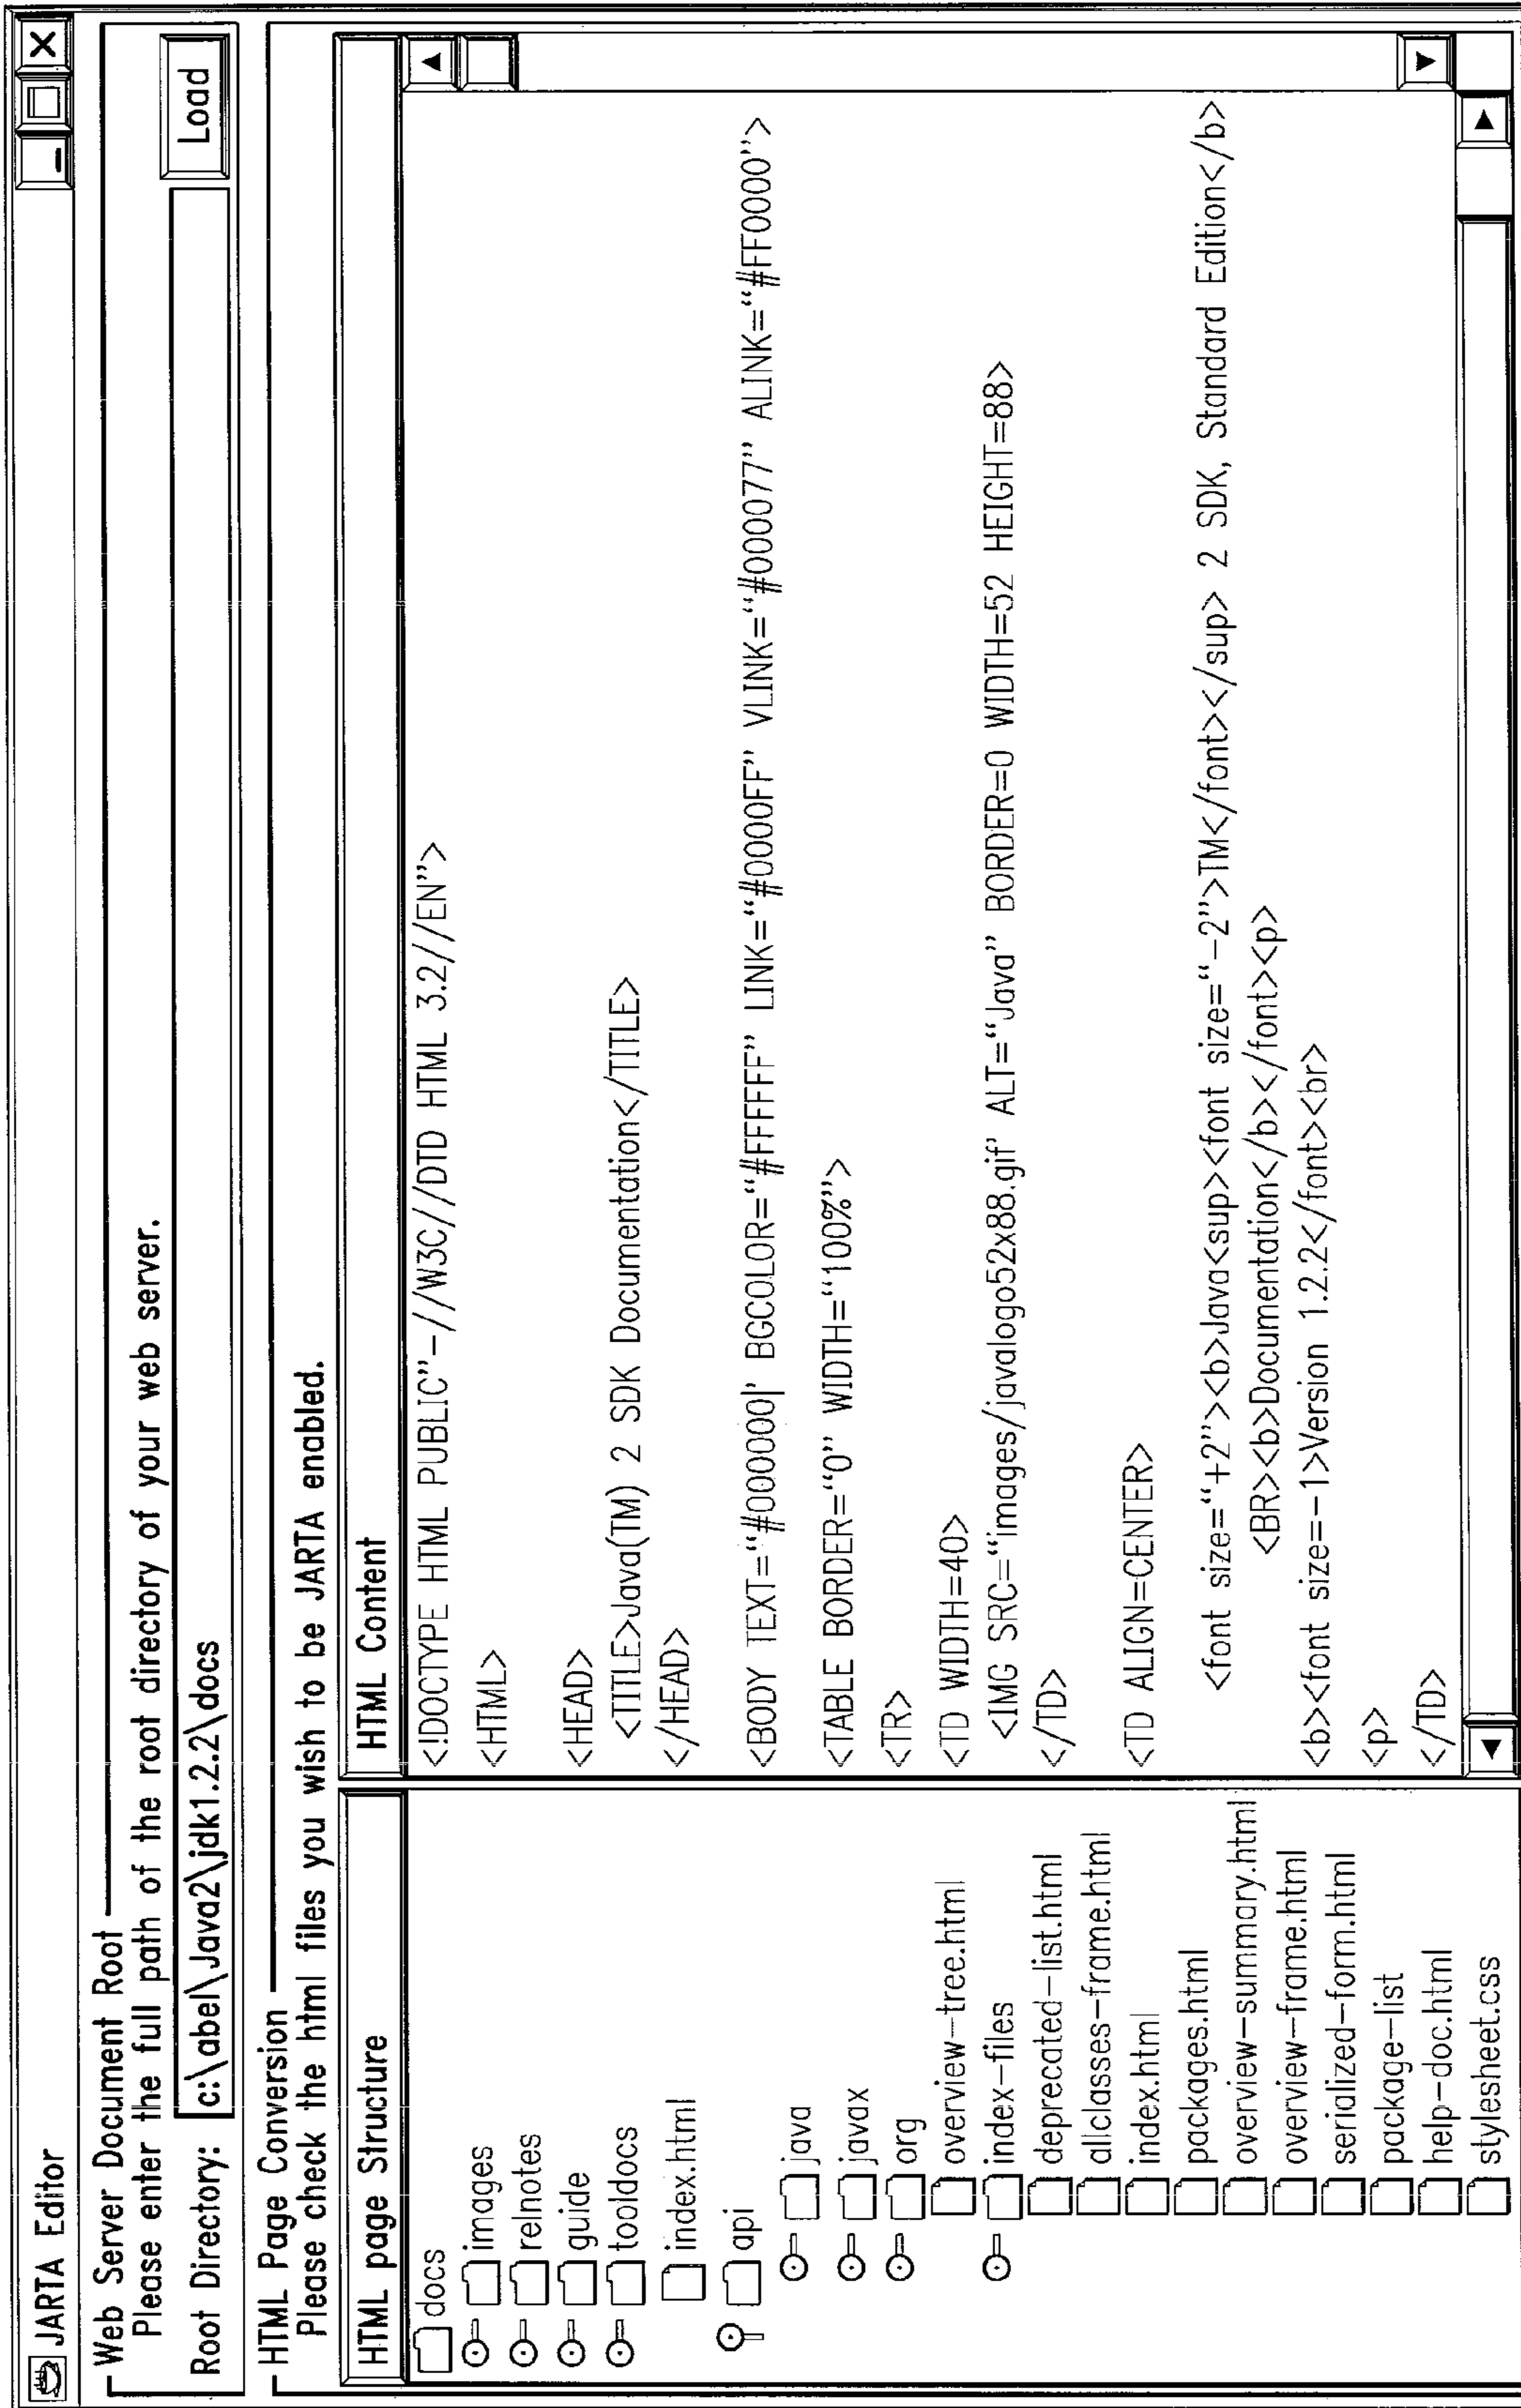 JARTA Editor
Web Server Document Root
Please enter the full path of the root directory of your web server.
Root Directory: c:\abel\Java2\jdk1.2.2\docs Load
HTML Page Conversion
Please check the html files you wish to be JARTA enabled.
HTML page Structure
docs
images
relnotes
guide
tooldocs
index.html
api
java
javax
org
overview-tree.html
index-files
deprecated-list.html
allclasses-frame.html
index.html
packages.html
overview-summary.html
overview-frame.html
serialized-form.html
package-list
help-doc.html
stylesheet.css
HTML Content
<!DOCTYPE HTML PUBLIC"-//W3C//DTD HTML 3.2//EN">
<HTML>
<HEAD>
<TITLE>Java(TM) 2 SDK Documentation</TITLE>
</HEAD>
<BODY TEXT="#000000|' BGCOLOR="#FFFFFF" LINK="#0000FF" VLINK="#000077" ALINK="#FF0000">
<TABLE BORDER="0" WIDTH="100%">
<TR>
<TD WIDTH=40>
<IMG SRC="images/javalogo52x88.gif' ALT="Java" BORDER=0 WIDTH=52 HEIGHT=88>
</TD>
<TD ALIGN=CENTER>
<font size="+2"><b>Java<sup><font size="-2">TM</font></sup> 2 SDK, Standard Edition</b>
<BR><b>Documentation</b></font><p>
<b><font size=-1>Version 1.2.2</font><br>
<p>
</TD>